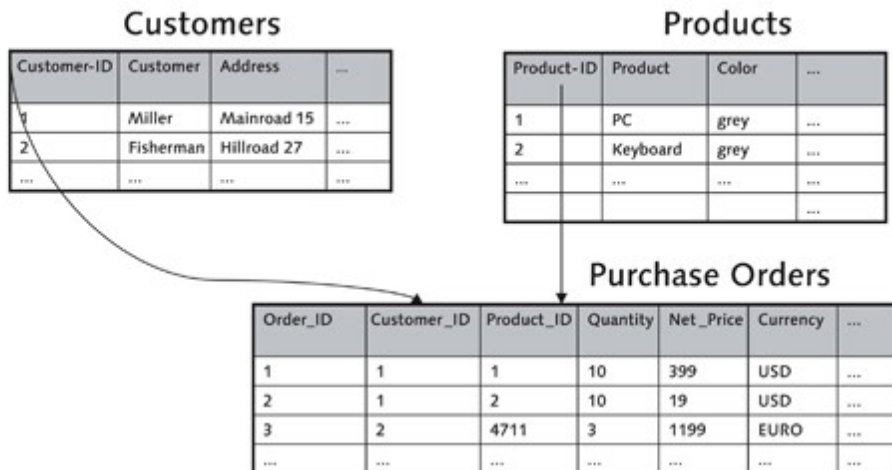 Customers
Customer-ID Customer Address ...
1 Miller Mainroad 15 ...
2 Fisherman Hillroad 27 ...
... ... ... ...
Products
Product-ID Product Color ...
1 PC grey ...
2 Keyboard grey ...
... ... ... ...
...
Purchase Orders
Order_ID Customer_ID Product_ID Quantity Net_Price Currency ...
1 1 1 10 399 USD ...
2 1 2 10 19 USD ...
3 2 4711 3 1199 EURO ...
... ... ... ... ... ... ...